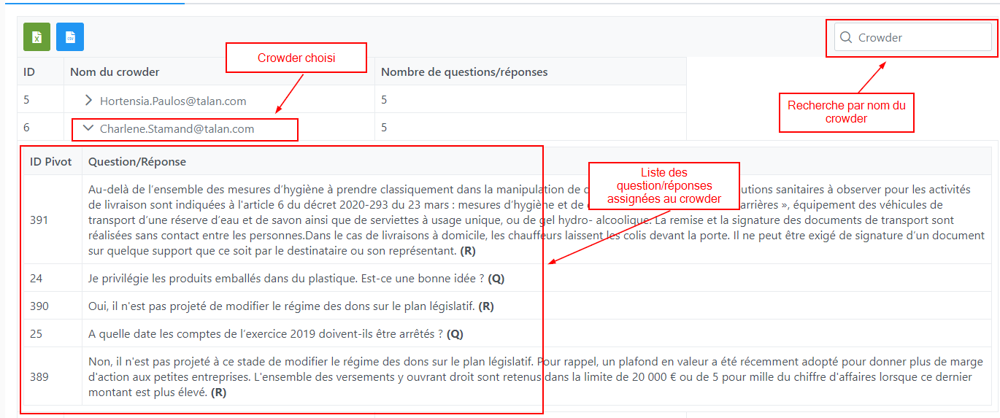 Crowder
Crowder choisi
ID Nom du crowder Nombre de questions/réponses
5 Hortensia.Paulos@talan.com 5
Recherche par nom du
crowder
6 Charlene.Stamand@talan.com 5
ID Pivot Question/Réponse
Liste des
question/réponses
assignées au crowder
391
Au-delà de l’ensemble des mesures d’hygiène à prendre classiquement dans la manipulation de utions sanitaires à observer pour les activités
de livraison sont indiquées à l'article 6 du décret 2020-293 du 23 mars : mesures d’hygiène et de arrières », équipement des véhicules de
transport d’une réserve d’eau et de savon ainsi que de serviettes à usage unique, ou de gel hydro- alcoolique. La remise et la signature des documents de transport sont
réalisées sans contact entre les personnes.Dans le cas de livraisons à domicile, les chauffeurs laissent les colis devant la porte. Il ne peut être exigé de signature d’un document
sur quelque support que ce soit par le destinataire ou son représentant. (R)
24 Je privilégie les produits emballés dans du plastique. Est-ce une bonne idée ? (Q)
390 Oui, il n'est pas projeté de modifier le régime des dons sur le plan législatif. (R)
25 A quelle date les comptes de l’exercice 2019 doivent-ils être arrêtés ? (Q)
389
Non, il n'est pas projeté à ce stade de modifier le régime des dons sur le plan législatif. Pour rappel, un plafond en valeur a été récemment adopté pour donner plus de marge
d'action aux petites entreprises. L'ensemble des versements y ouvrant droit sont retenus dans la limite de 20 000 € ou de 5 pour mille du chiffre d'affaires lorsque ce dernier
montant est plus élevé. (R)